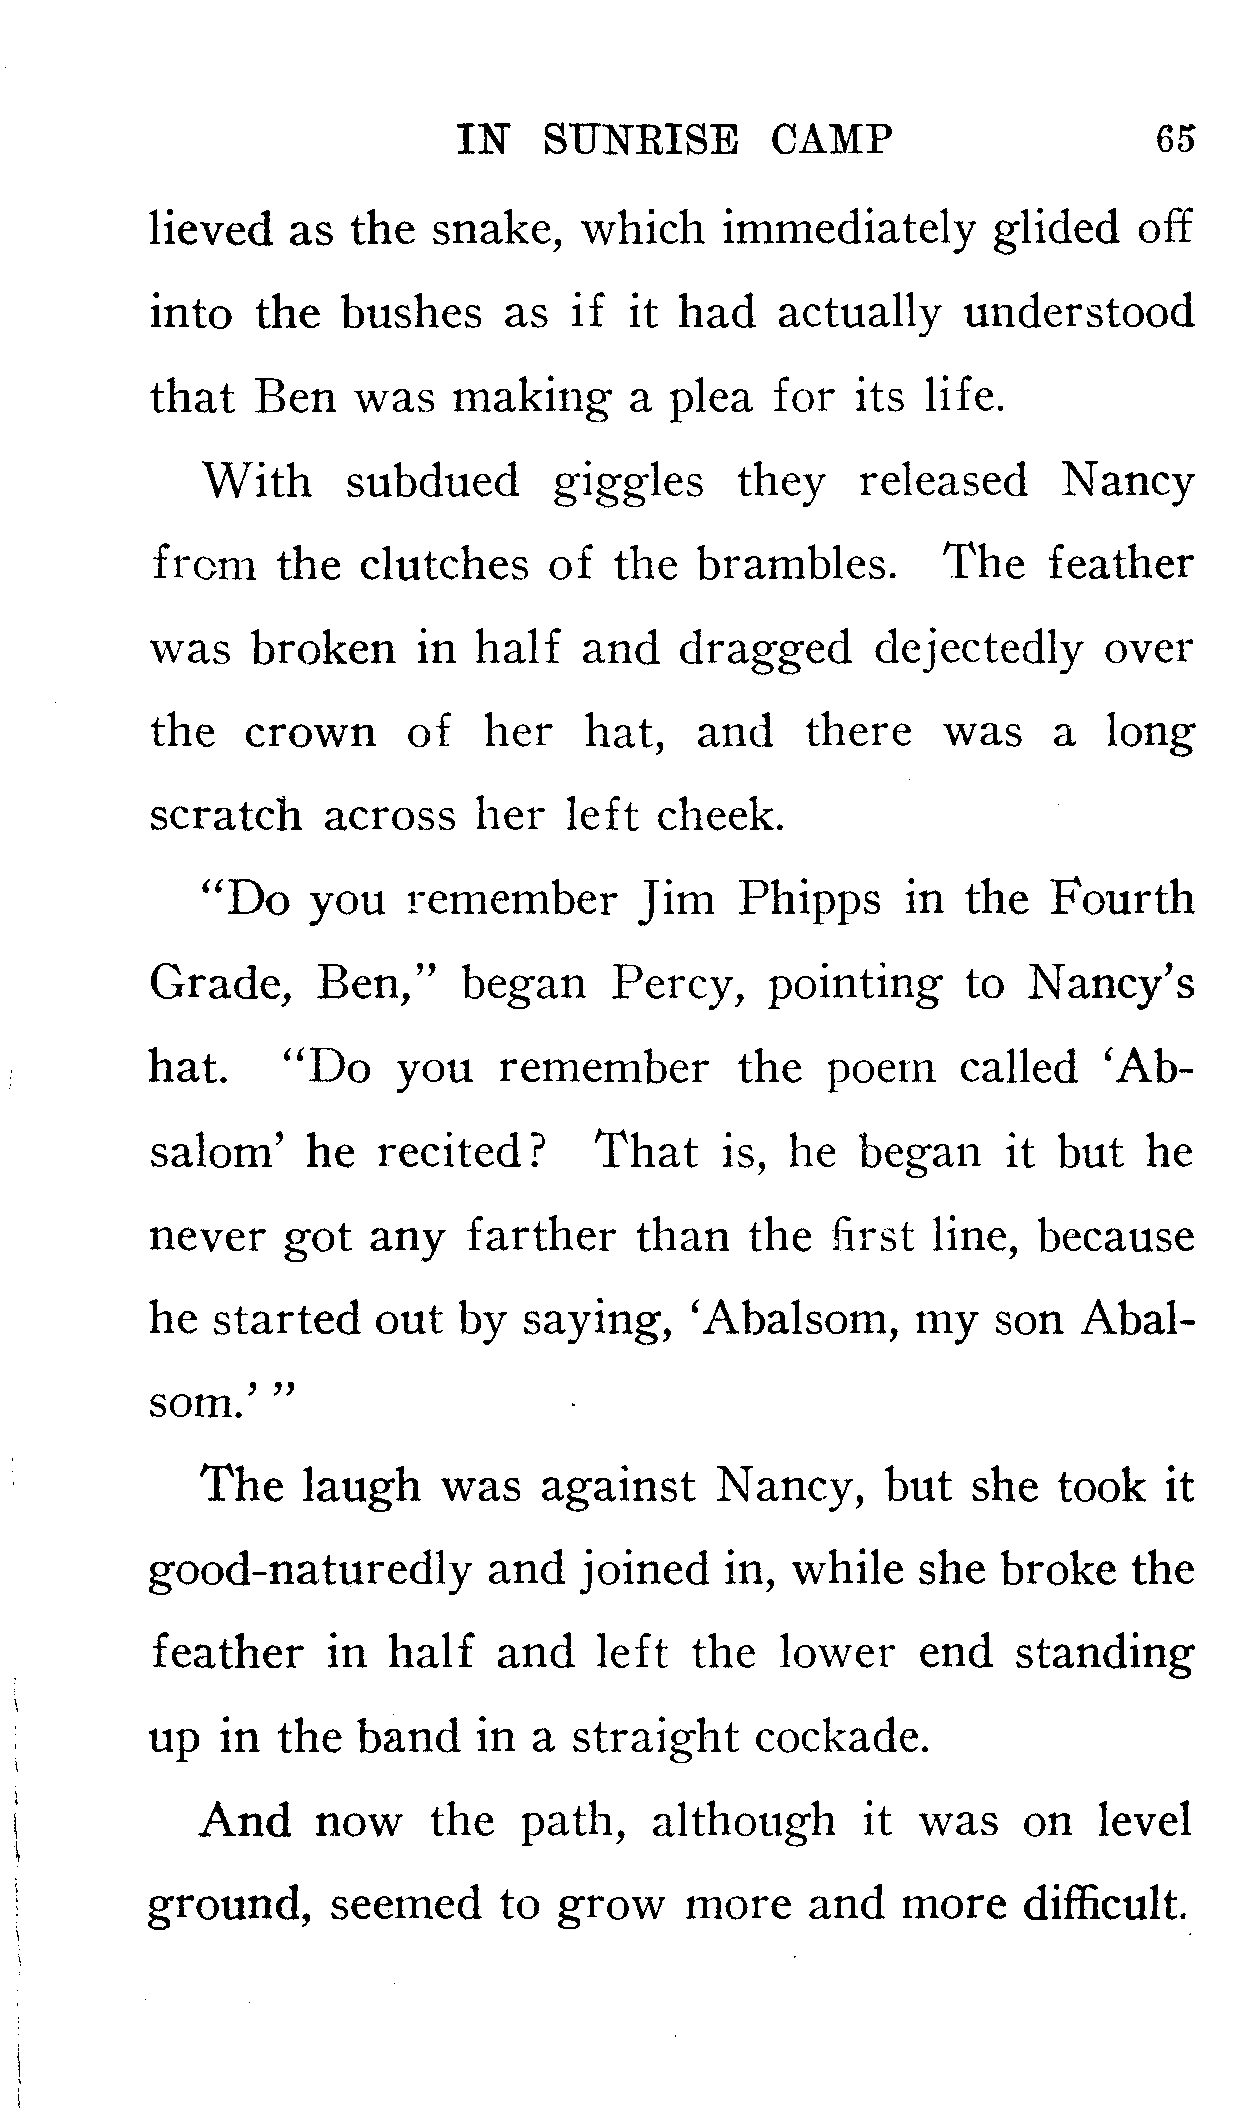 IN SUNRISE CAMP 65
lieved as the snake, which immediately glided off
into the bushes as if it had actually understood
that Ben was making a plea for its life.
With subdued giggles they released Nancy
from the clutches of the brambles. The feather
was broken in half and dragged dejectedly over
the crown of her hat, and there was a long
scratch across her left cheek.
“Do you remember Jim Phipps in the Fourth
Grade, Ben,” began Percy, pointing to Nancy’s
hat. “Do you remember the poem called ‘Ab-
salom’ he recited? That is, he began it but he
never got any farther than the first line, because
he started out by saying, ‘Abalsom, my son Abal-
som.’ ”
The laugh was against Nancy, but she took it
good-naturedly and joined in, while she broke the
feather in half and left the lower end standing
up in the band in a straight cockade.
And now the path, although it was on level
ground, seemed to grow more and more difficult.